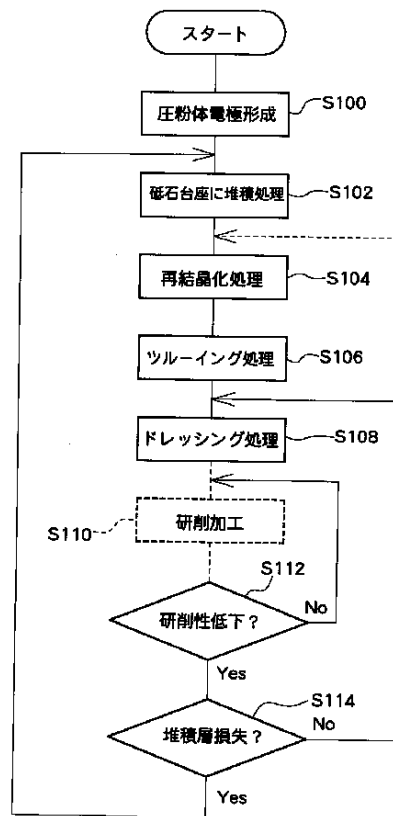 スタート
圧粉体電極形成
S100
砥石台座に堆積処理
S102
再結晶化処理
S104
ツルーイング処理
S106
ドレッシング処理
S108
研削加工
S110
S112
研削性低下？
No
Yes
S114
堆積層損失？
No
Yes